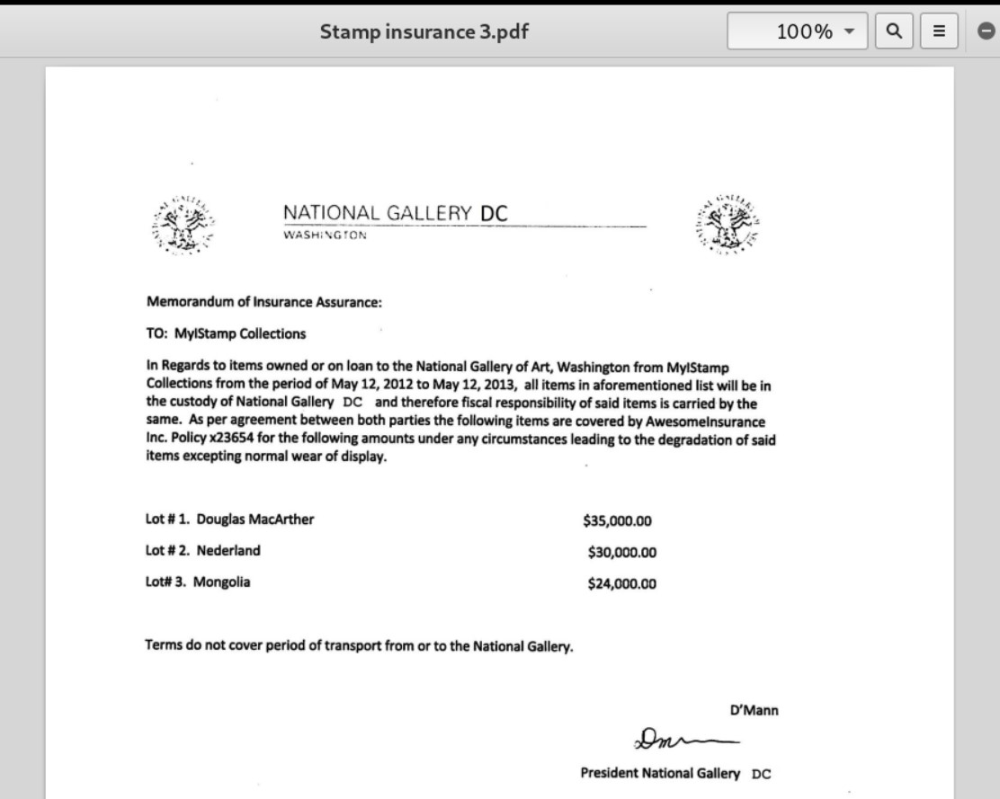 Stamp insurance 3.pdf
100%
NATIONAL GALLERY DC
WASHINGTON
Memorandum of Insurance Assurance:
TO: MyIStamp Collections
In Regards to items owned or on loan to the National Gallery of Art, Washington from MyIStamp
Collections from the period of May 12, 2012 to May 12, 2013, all items in aforementioned list will be in
the custody of National Gallery DC and therefore fiscal responsibility of said items is carried by the
same. As per agreement between both parties the following items are covered by AwesomeInsurance
Inc. Policy x23654 for the following amounts under any circumstances leading to the degradation of said
items excepting normal wear of display.
Lot # 1. Douglas MacArther $35,000.00
Lot # 2. Nederland $30,000.00
Lot# 3. Mongolia $24,000.00
Terms do not cover period of transport from or to the National Gallery.
D'Mann
President National Gallery DC